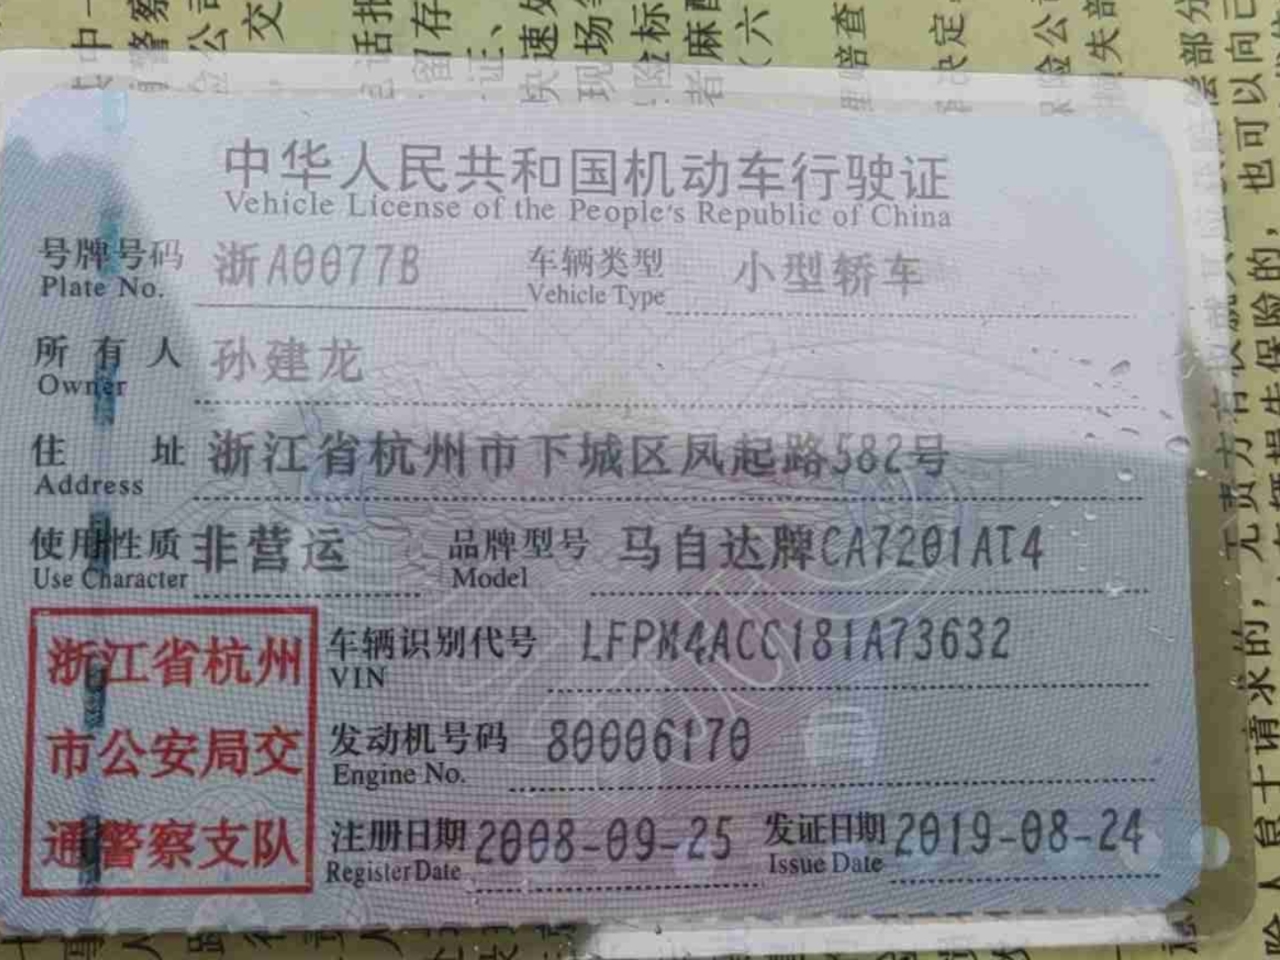 中华人民共和国机动车行驶证
Vehicle License of the People's Republic of China
号牌号码 浙A0077B 车辆类型 小型轿车
Plate No. Vehicle Type
所有人 孙建龙
Owner
住址 浙江省杭州市下城区凤起路582号
Address
使用性质 非营运 品牌型号 马自达牌CA7201AT4
Use Character Model
浙江省杭州
市公安局交
通警察支队
车辆识别代号 LFPM4ACC181A73632
VIN
发动机号码 80006170
Engine No.
注册日期 2008-09-25 发证日期 2019-08-24
Register Date Issue Date